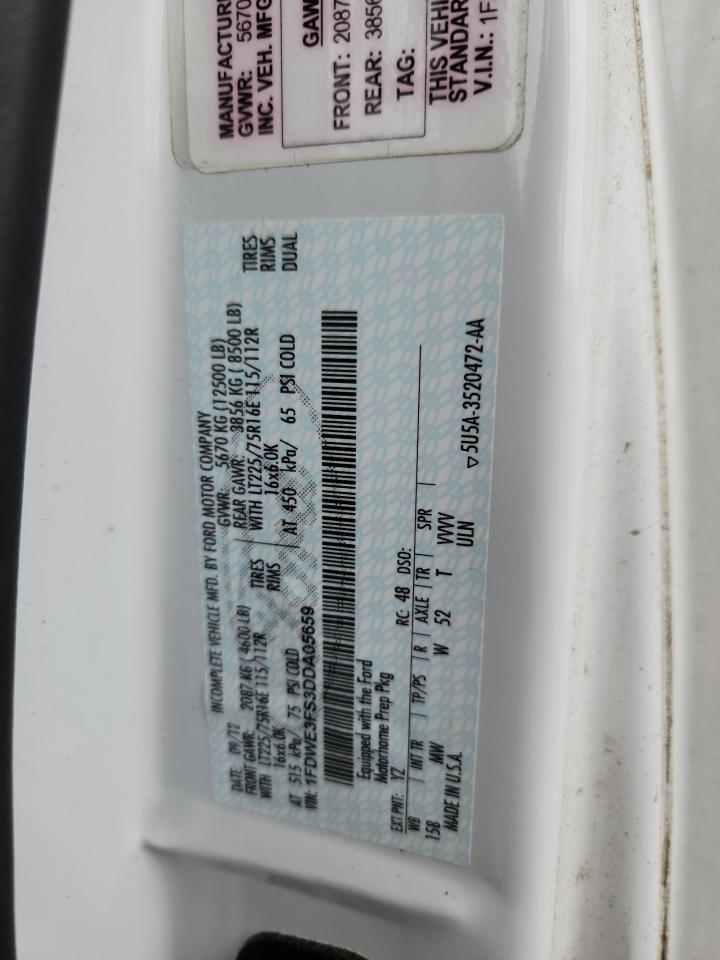 MANUFACTUR
GVWR: 5670
INC. VEH. MFG
GAW
FRONT: 2087
REAR: 3856
TAG:
THIS VEHI
STANDAR
V.I.N.: 1F
INCOMPLETE VEHICLE MFD. BY FORD MOTOR COMPANY
DATE: 09/12 GVWR: 5670 KG (12500 LB)
FRONT GAWR: 2087 KG ( 4600 LB) REAR GAWR: 3856 KG ( 8500 LB)
WITH LT225/75R16E 115/112R TIRES WITH LT225/75R16E 115/112R TIRES
16x6.0K RIMS 16x6.0K RIMS
AT 515 kPa/ 75 PSI COLD AT 450 kPa/ 65 PSI COLD DUAL
VIN: 1FDWE3FS3DDA05659
Equipped with the Ford
Motorhome Prep Pkg
EXT PNT: YZ RC: 48 DSO:
WB INT TR TP/PS R AXLE TR SPR
158 MW W 52 T VWV
MADE IN U.S.A. ULN
▽5U5A-3520472-AA